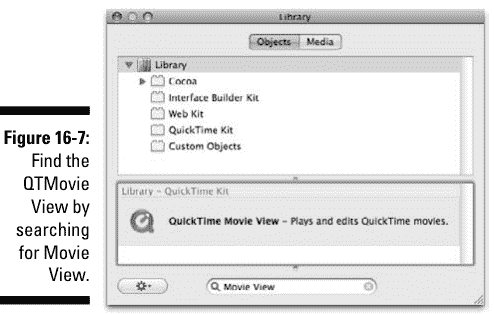 Figure 16-7:
Find the
QTMovie
View by
searching
for Movie
View.
Library
Objects Media
Library
Cocoa
Interface Builder Kit
Web Kit
QuickTime Kit
Custom Objects
Library - QuickTime Kit
QuickTime Movie View - Plays and edits QuickTime movies.
Movie View